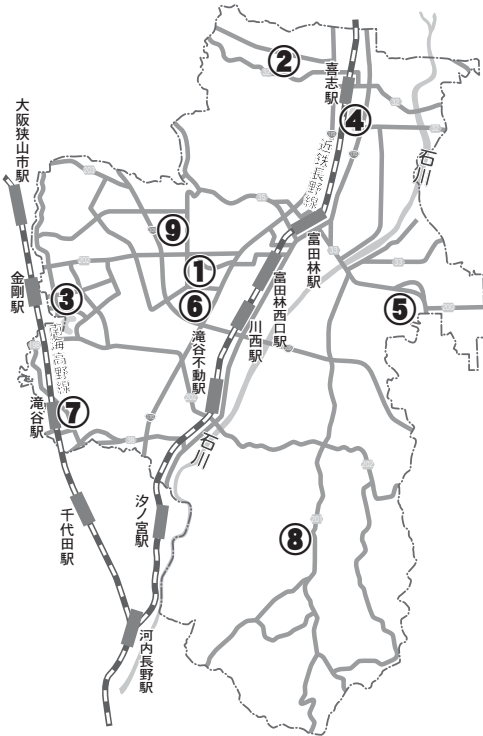 ②
喜志駅
④
大阪狭山市駅
近鉄長野線
石川
⑨
富田林駅
①
富田林西口駅
金剛駅
③
⑥
⑤
川西駅
南海高野線
滝谷不動駅
滝谷駅
⑦
石川
千代田駅
汐ノ宮駅
⑧
河内長野駅